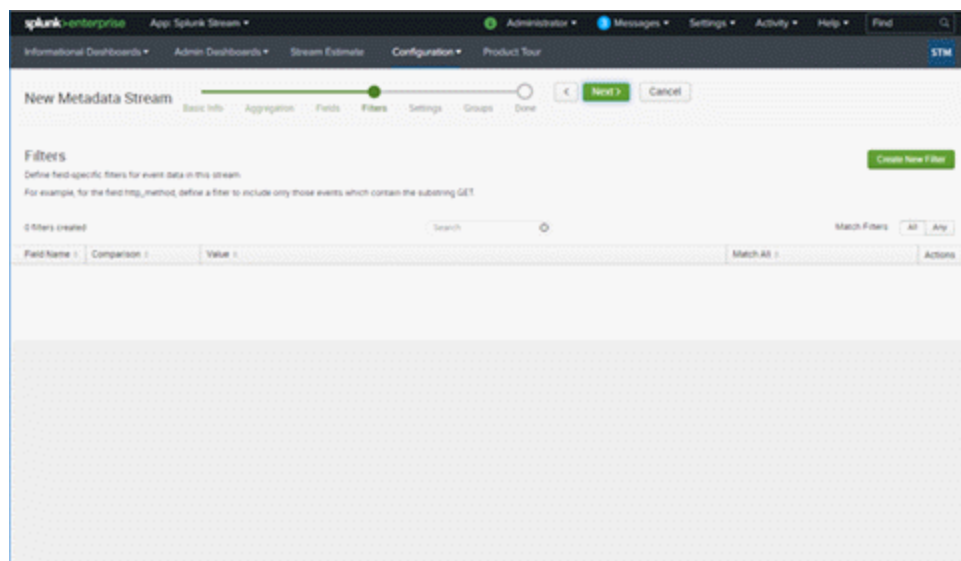 splunk>enterprise App: Splunk Stream Administrator 3 Messages Settings Activity Help Find
Informational Dashboards Admin Dashboards Stream Estimate Configuration Product Tour STM
New Metadata Stream
Basic Info Aggregation Fields Filters Settings Groups Done
< Next > Cancel
Filters
Create New Filter
Define field-specific filters for event data in this stream.
For example, for the field http_method, define a filter to include only those events which contain the substring GET.
0 filters created Search Match Filters All Any
Field Name Comparison Value Match All Actions